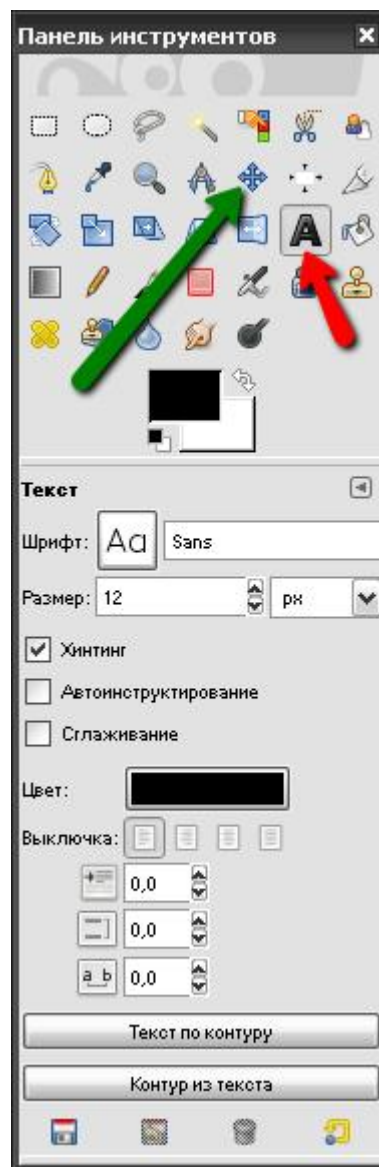 Панель инструментов
A
Текст
Шрифт: Aa Sans
Размер: 12 px
Хинтинг
Автоинструктирование
Сглаживание
Цвет:
Выключка:
0,0
0,0
a b 0,0
Текст по контуру
Контур из текста